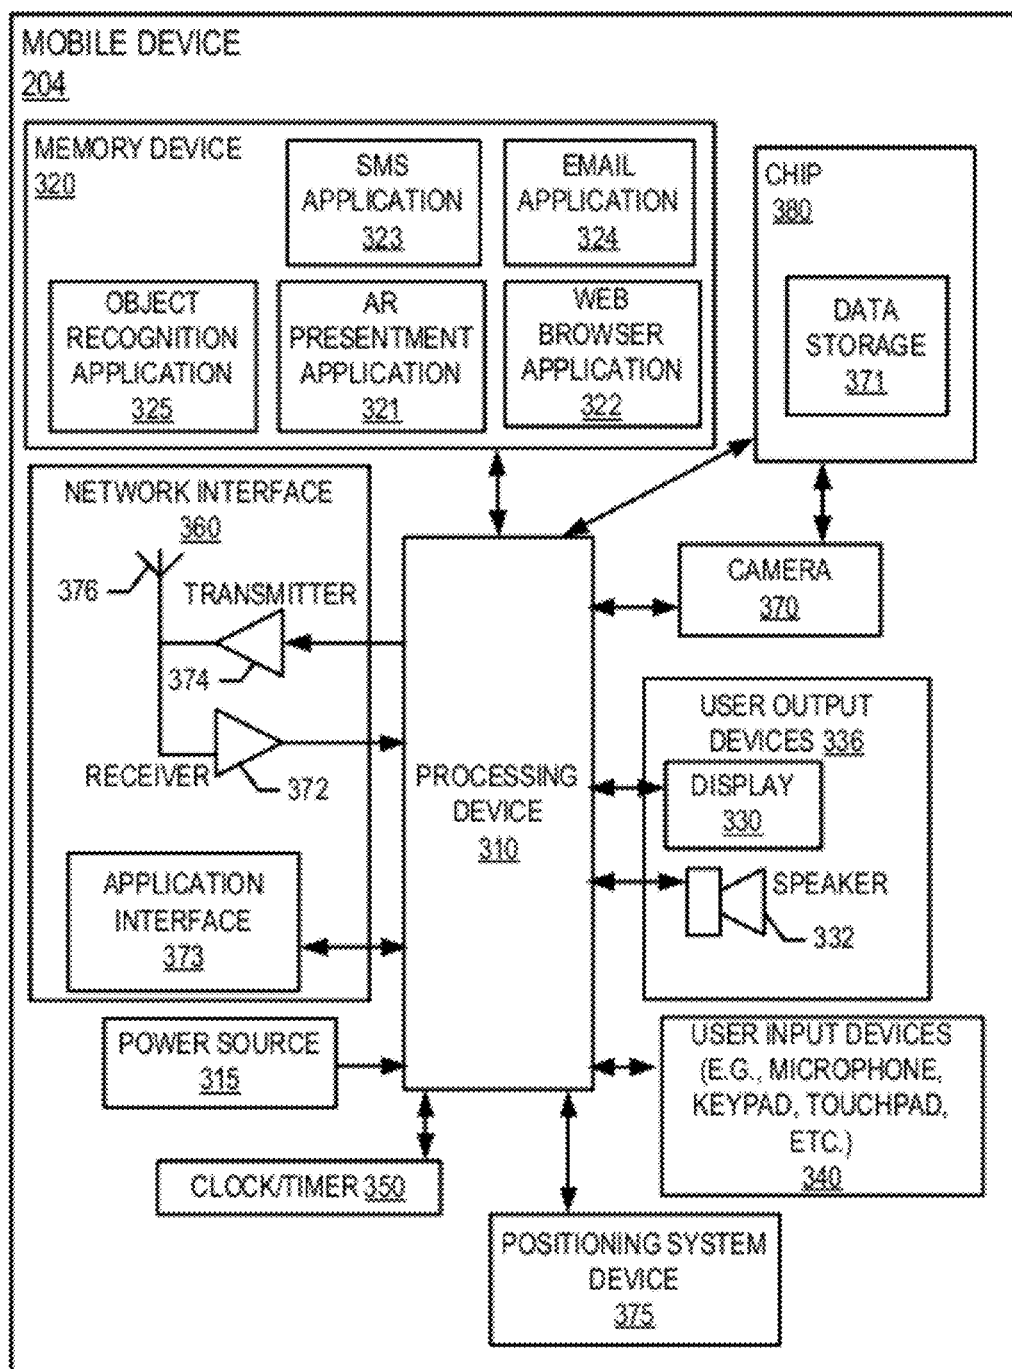 MOBILE DEVICE
204
MEMORY DEVICE
320
SMS
APPLICATION
323
EMAIL
APPLICATION
324
OBJECT
RECOGNITION
APPLICATION
325
AR
PRESENTMENT
APPLICATION
321
WEB
BROWSER
APPLICATION
322
CHIP
380
DATA
STORAGE
371
NETWORK INTERFACE
360
376
TRANSMITTER
374
RECEIVER
372
APPLICATION
INTERFACE
373
PROCESSING
DEVICE
310
CAMERA
370
USER OUTPUT
DEVICES 336
DISPLAY
330
SPEAKER
332
POWER SOURCE
315
USER INPUT DEVICES
(E.G., MICROPHONE,
KEYPAD, TOUCHPAD,
ETC.)
340
CLOCK/TIMER 350
POSITIONING SYSTEM
DEVICE
375